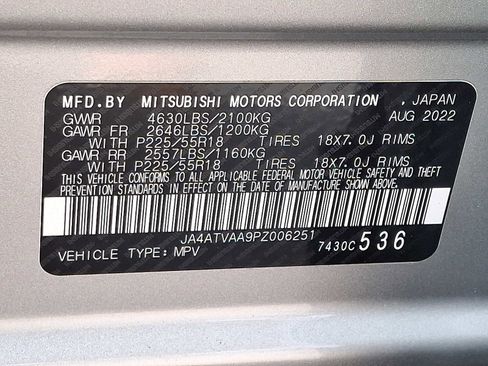 MFD.BY MITSUBISHI MOTORS CORPORATION , JAPAN
GVWR 4630LBS/2100KG AUG 2022
GAWR FR 2646LBS/1200KG
WITH P225/55R18 TIRES 18X7.0J RIMS
GAWR RR 2557LBS/1160KG
WITH P225/55R18 TIRES 18X7.0J RIMS
THIS VEHICLE CONFORMS TO ALL APPLICABLE FEDERAL MOTOR VEHICLE SAFETY AND THEFT
PREVENTION STANDARDS IN EFFECT ON THE DATE OF MANUFACTURE SHOWN ABOVE.
JA4ATVAA9PZ006251
VEHICLE TYPE: MPV 7430C 536